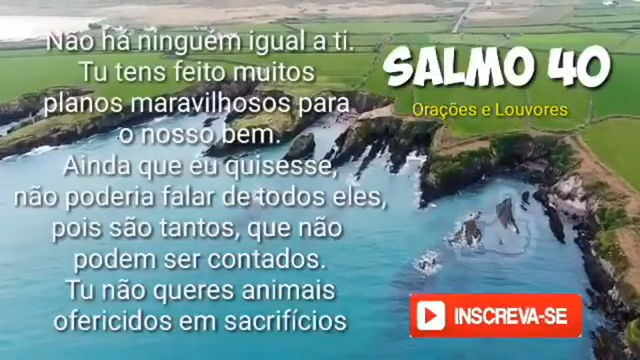 Não há ninguém igual a ti.
Tu tens feito muitos
planos maravilhosos para
o nosso bem.
Ainda que eu quisesse,
não poderia falar de todos eles,
pois são tantos, que não
podem ser contados.
Tu não queres animais
ofericidos em sacrifícios
SALMO 40
Orações e Louvores
INSCREVA-SE